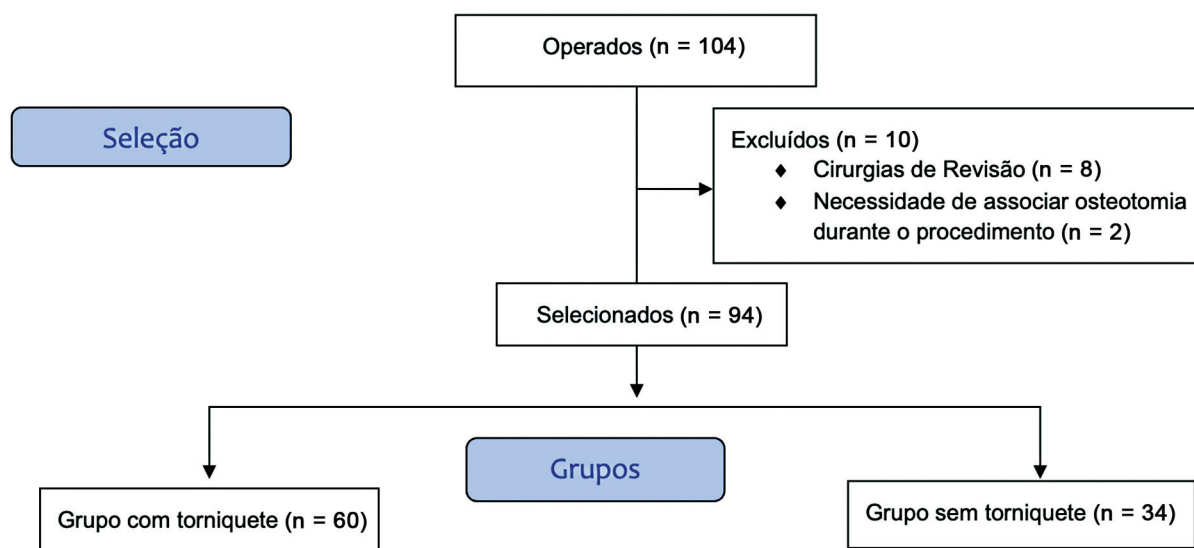 Operados (n = 104)
Seleção
Excluídos (n = 10)
♦ Cirurgias de Revisão (n = 8)
♦ Necessidade de associar osteotomia
durante o procedimento (n = 2)
Selecionados (n = 94)
Grupos
Grupo com torniquete (n = 60)
Grupo sem torniquete (n = 34)